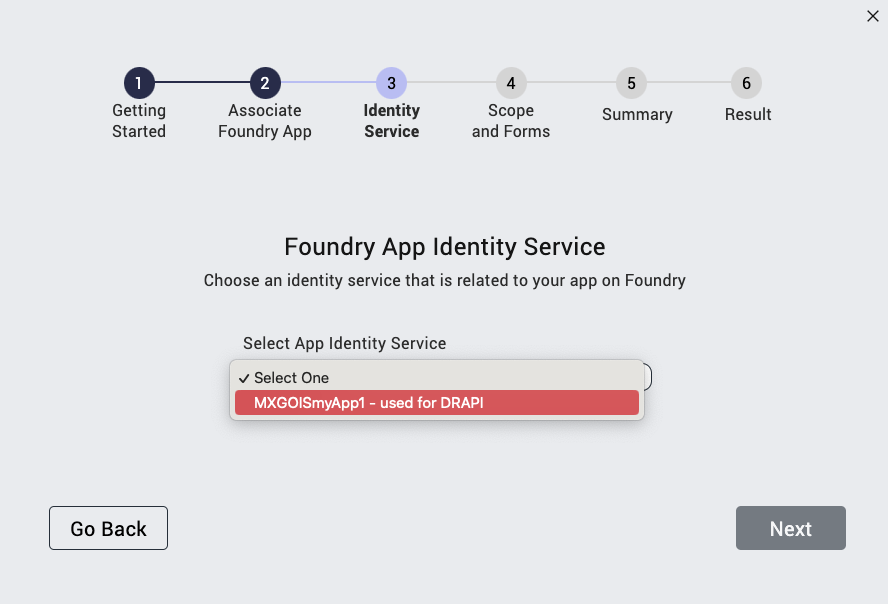 1
2
3
4
5
6
Getting
Started
Associate
Foundry App
Identity
Service
Scope
and Forms
Summary
Result
Foundry App Identity Service
Choose an identity service that is related to your app on Foundry
Select App Identity Service
✓ Select One
MXGOISmyApp1 - used for DRAPI
Go Back
Next